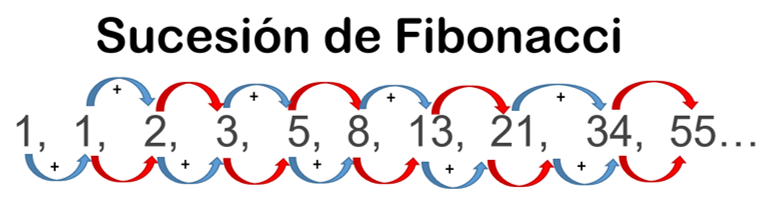 Sucesión de Fibonacci
+ + + +
1, 1, 2, 3, 5, 8, 13, 21, 34, 55...
+ + + + +